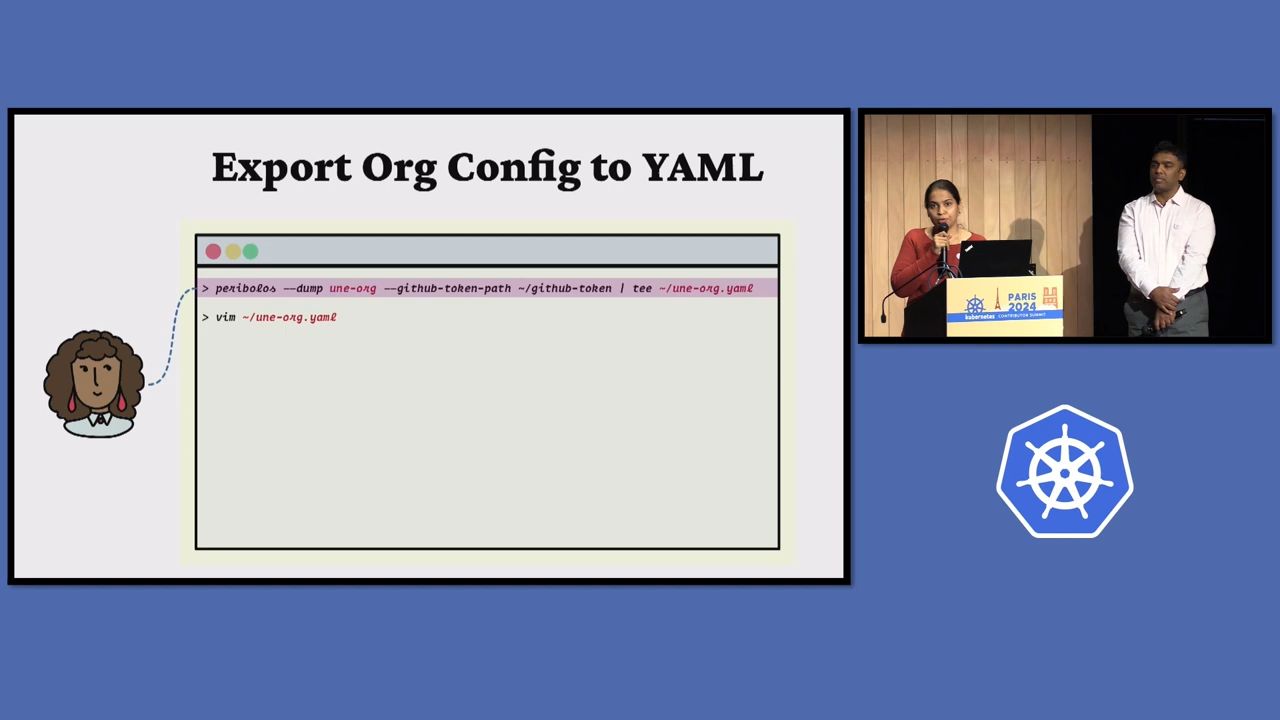 Export Org Config to YAML
> peribolos --dump une-org --github-token-path ~/github-token | tee ~/une-org.yaml
> vim ~/une-org.yaml
PARIS
2024
kubernetes CONTRIBUTOR SUMMIT